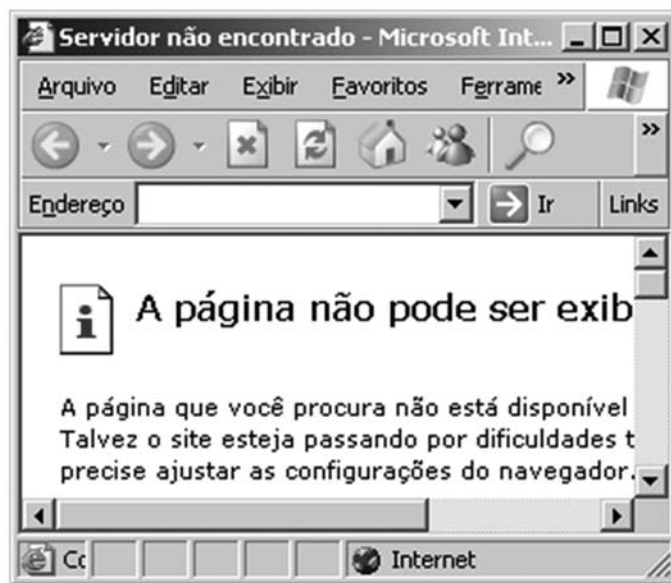 Servidor não encontrado - Microsoft Int...
Arquivo Editar Exibir Favoritos Ferrame »
»
Endereço Ir Links
A página não pode ser exib
A página que você procura não está disponível
Talvez o site esteja passando por dificuldades t
precise ajustar as configurações do navegador.
Cc Internet